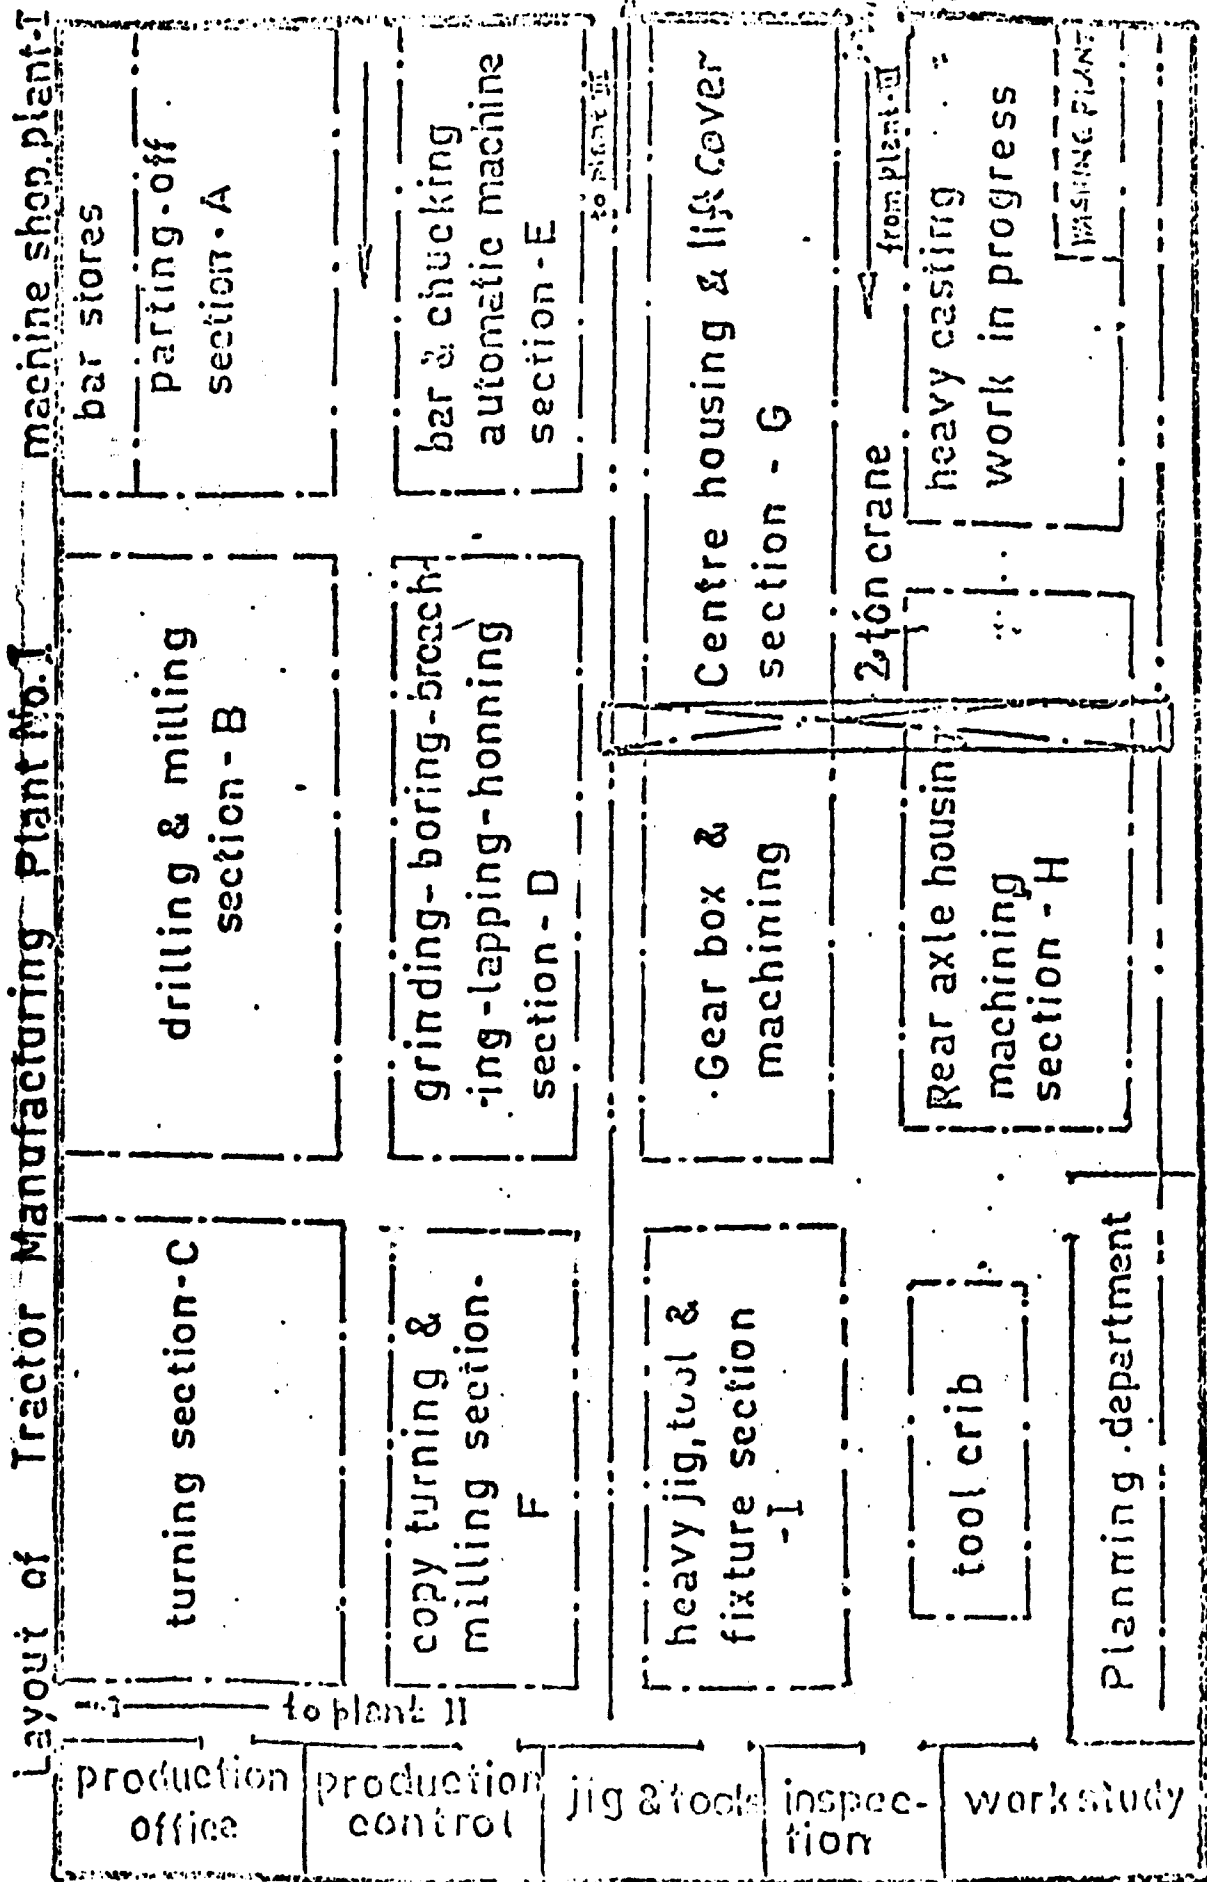 Layout of Tractor Manufacturing Plant No.I machine shop.plant-I
bar stores
parting-off
section-A
drilling & milling
section-B
turning section-C
bar & chucking
automatic machine
section-E
grinding-boring-broach-
ing-lapping-honning
section-D
copy turning &
milling section-
F
to plant III
Centre housing & lift Cover
section - G
Gear box &
machining
heavy jig, tool &
fixture section
-I
from plant-III
2 ton crane
heavy casting
work in progress
WASHING PLANT
Rear axle housing
machining
section - H
tool crib
Planning department
to plant II
production
office
production
control
jig & tools
inspec-
tion
work study